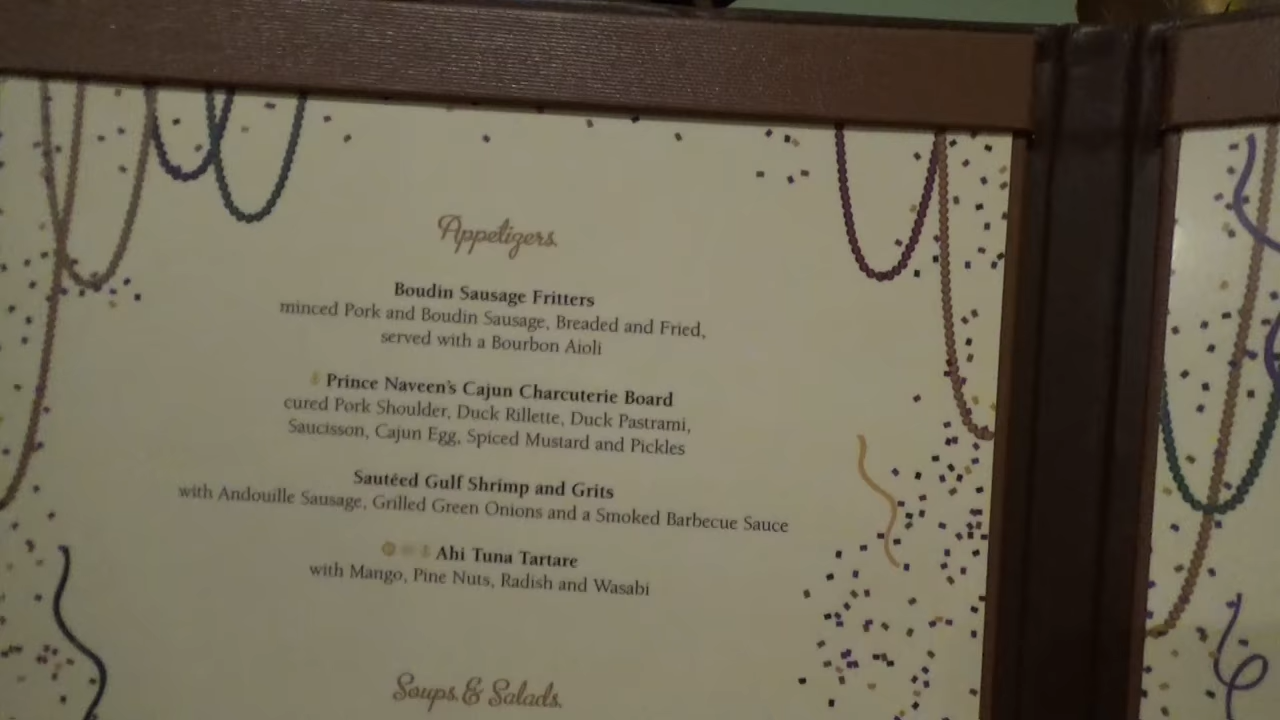 Appetizers
Boudin Sausage Fritters
minced Pork and Boudin Sausage, Breaded and Fried,
served with a Bourbon Aioli
Prince Naveen's Cajun Charcuterie Board
cured Pork Shoulder, Duck Rillette, Duck Pastrami,
Saucisson, Cajun Egg, Spiced Mustard and Pickles
Sautéed Gulf Shrimp and Grits
with Andouille Sausage, Grilled Green Onions and a Smoked Barbecue Sauce
Ahi Tuna Tartare
with Mango, Pine Nuts, Radish and Wasabi
Soups & Salads